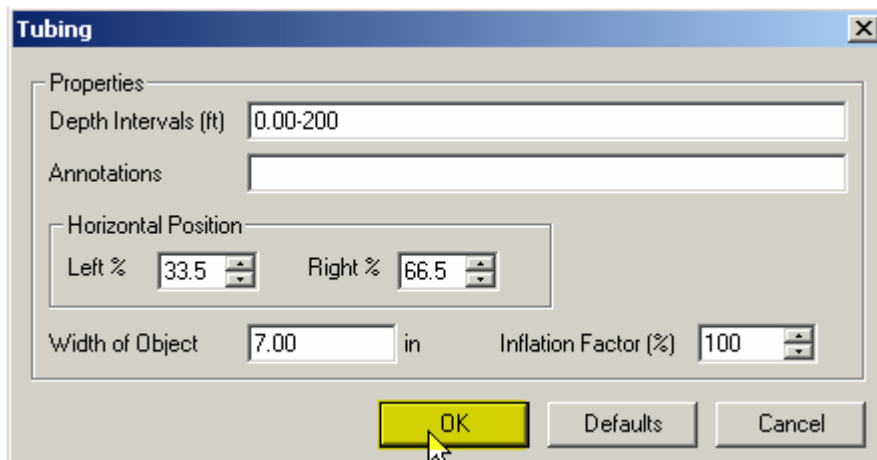 Tubing
Properties
Depth Intervals (ft) 0.00-200
Annotations
Horizontal Position
Left % 33.5 Right % 66.5
Width of Object 7.00 in Inflation Factor (%) 100
OK Defaults Cancel